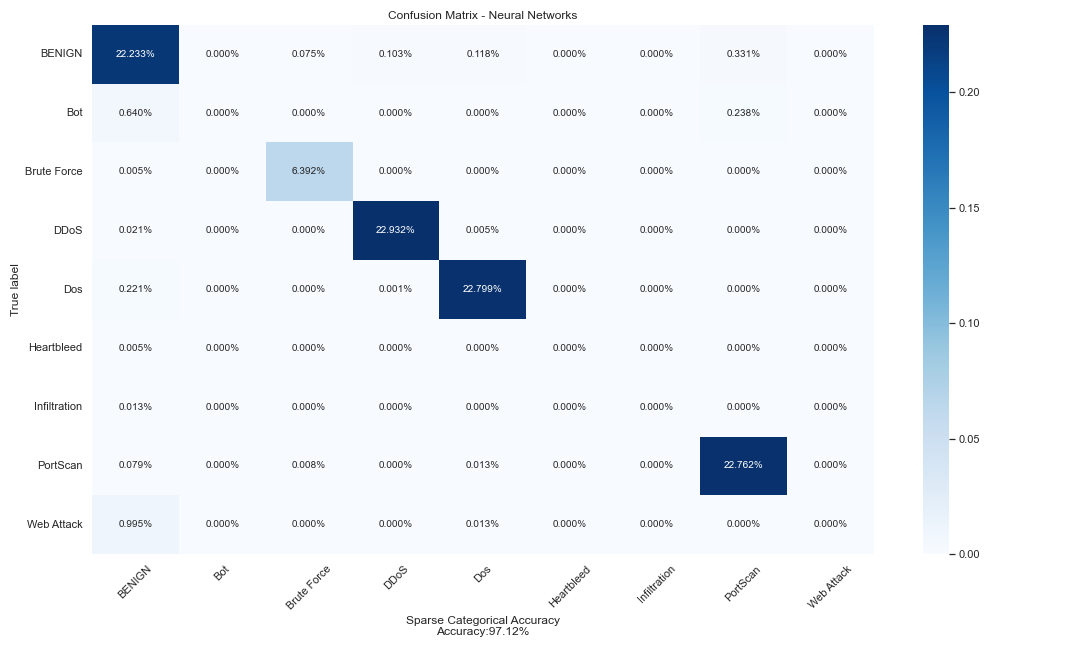 Confusion Matrix - Neural Networks
BENIGN 22.233% 0.000% 0.075% 0.103% 0.118% 0.000% 0.000% 0.331% 0.000%
Bot 0.640% 0.000% 0.000% 0.000% 0.000% 0.000% 0.000% 0.238% 0.000%
Brute Force 0.005% 0.000% 6.392% 0.000% 0.000% 0.000% 0.000% 0.000% 0.000%
DDoS 0.021% 0.000% 0.000% 22.932% 0.005% 0.000% 0.000% 0.000% 0.000%
Dos 0.221% 0.000% 0.000% 0.001% 22.799% 0.000% 0.000% 0.000% 0.000%
Heartbleed 0.005% 0.000% 0.000% 0.000% 0.000% 0.000% 0.000% 0.000% 0.000%
Infiltration 0.013% 0.000% 0.000% 0.000% 0.000% 0.000% 0.000% 0.000% 0.000%
PortScan 0.079% 0.000% 0.008% 0.000% 0.013% 0.000% 0.000% 22.762% 0.000%
Web Attack 0.995% 0.000% 0.000% 0.000% 0.013% 0.000% 0.000% 0.000% 0.000%
True label
BENIGN Bot Brute Force DDoS Dos Heartbleed Infiltration PortScan Web Attack
Sparse Categorical Accuracy
Accuracy:97.12%
0.20
0.15
0.10
0.05
0.00